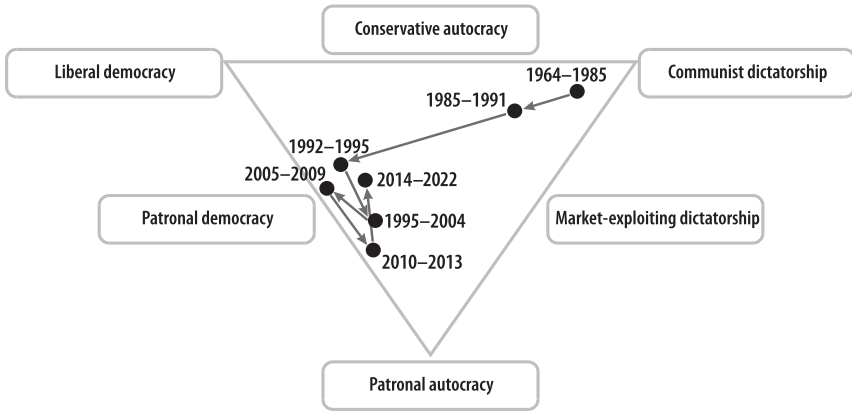 Conservative autocracy
Liberal democracy
Communist dictatorship
1964–1985
1985–1991
1992–1995
2005–2009
2014–2022
Patronal democracy
1995–2004
Market-exploiting dictatorship
2010–2013
Patronal autocracy